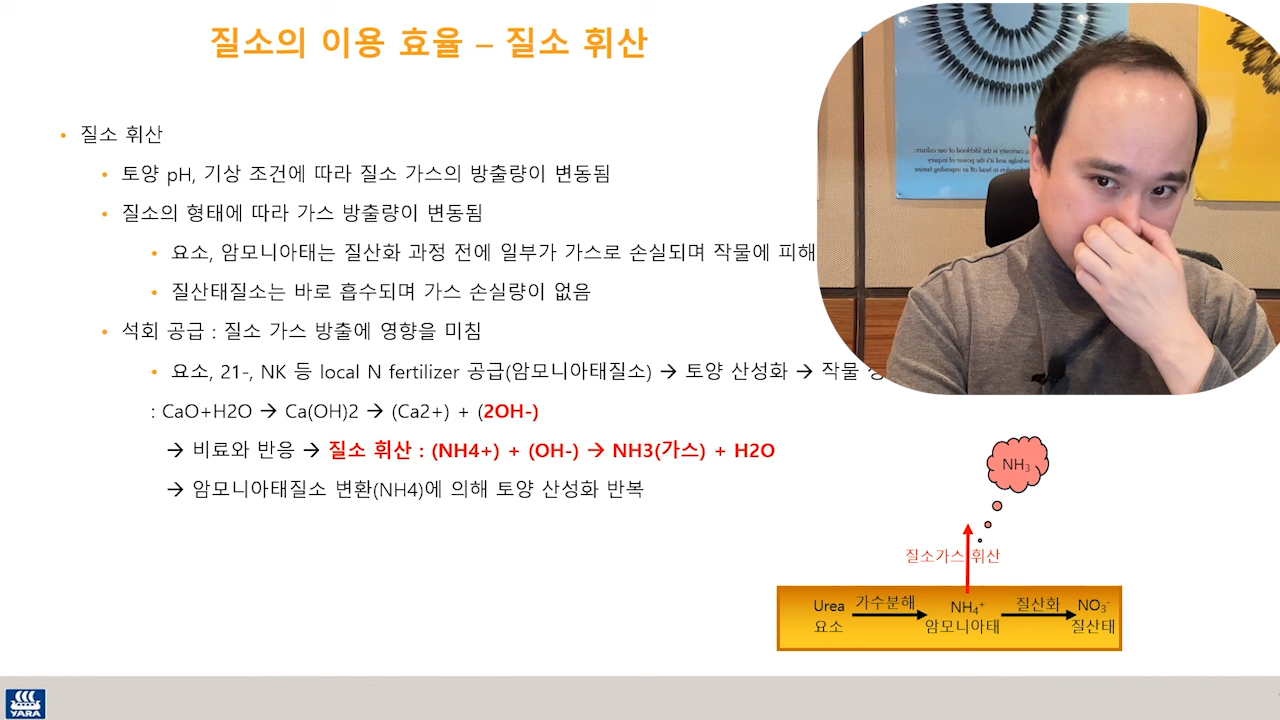 질소의 이용 효율 – 질소 휘산
• 질소 휘산
• 토양 pH, 기상 조건에 따라 질소 가스의 방출량이 변동됨
• 질소의 형태에 따라 가스 방출량이 변동됨
• 요소, 암모니아태는 질산화 과정 전에 일부가 가스로 손실되며 작물에 피해
• 질산태질소는 바로 흡수되며 가스 손실량이 없음
• 석회 공급 : 질소 가스 방출에 영향을 미침
• 요소, 21-, NK 등 local N fertilizer 공급(암모니아태질소) → 토양 산성화 → 작물
: CaO+H2O → Ca(OH)2 → (Ca2+) + (2OH-)
→ 비료와 반응 → 질소 휘산 : (NH4+) + (OH-) → NH3(가스) + H2O
→ 암모니아태질소 변환(NH4)에 의해 토양 산성화 반복
NH₃
질소가스 휘산
Urea 가수분해 NH₄⁺ 질산화 NO₃⁻
요소 암모니아태 질산태
YARA